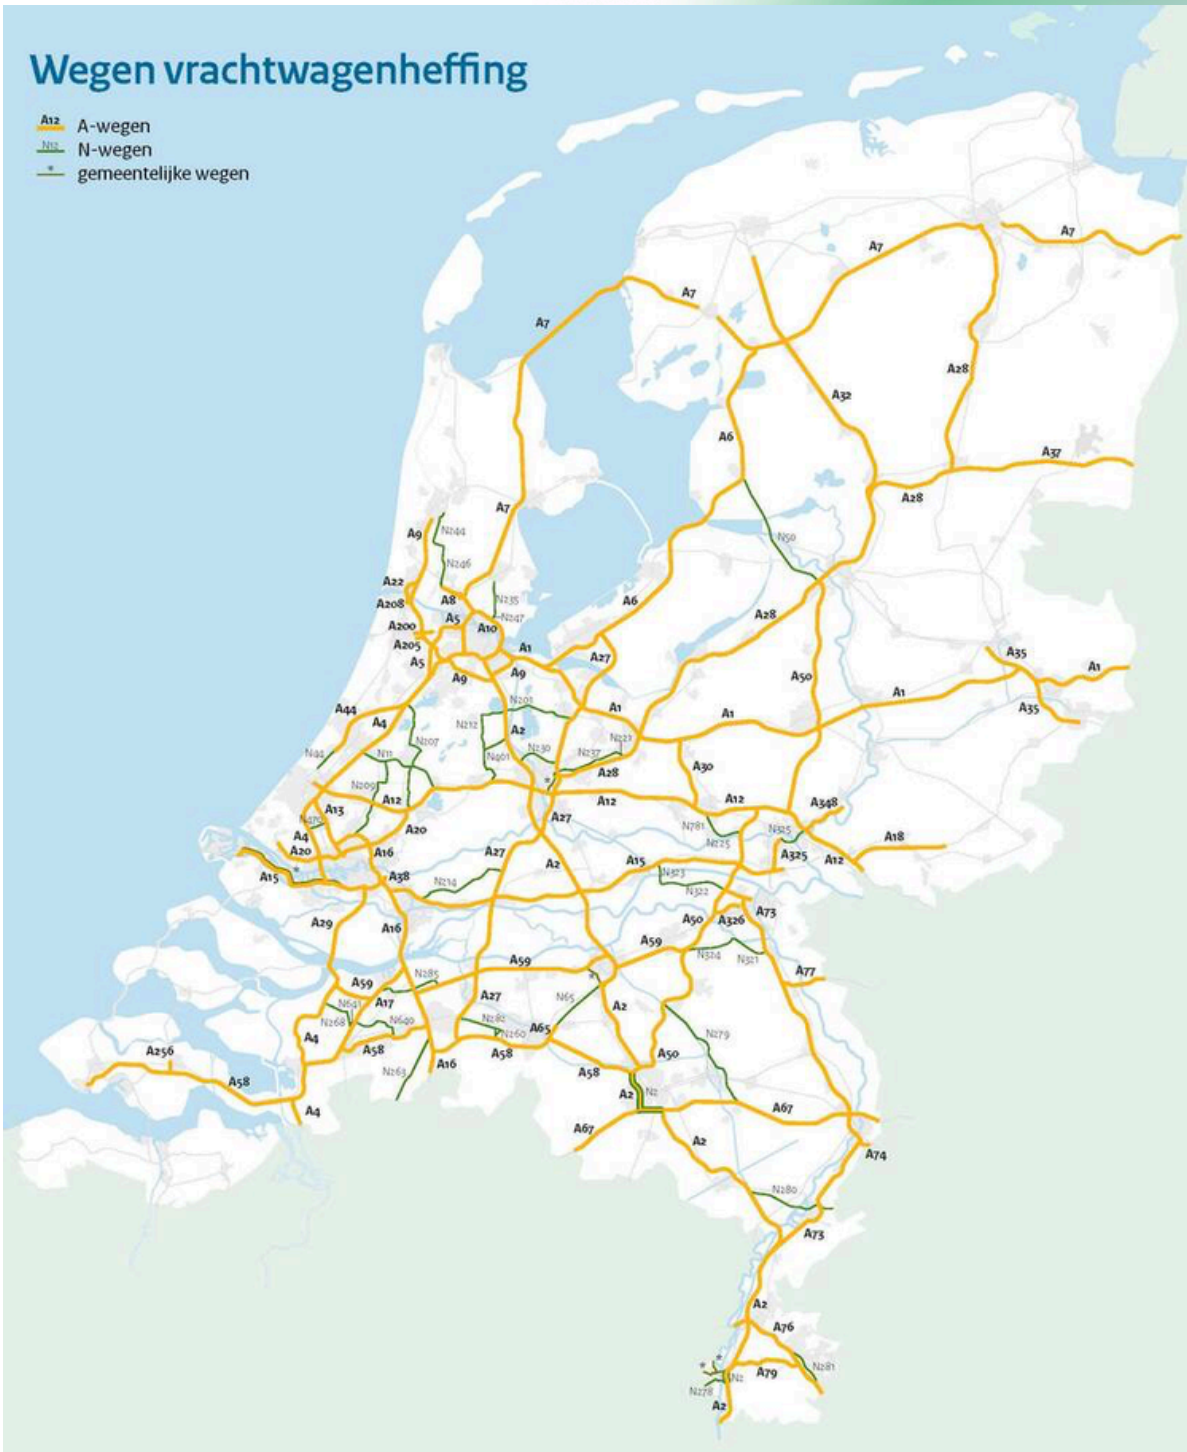 Wegen vrachtwagenheffing
A12 A-wegen
N12 N-wegen
* gemeentelijke wegen
A7
A7
A7
A7
A28
A32
A6
A37
A28
A7
A9
N244
N50
N246
A22
A208
A8
N235
A6
A28
A5
N247
A200
A10
A205
A1
A35
A5
A9
A9
A27
A1
A50
A1
A35
N201
A44
A4
A1
A1
N212
A2
N207
N221
N44
N11
N230
N237
N401
A28
A30
N209
*
A12
A12
A12
A348
A13
N470
A27
N781
N325
A4
A20
A18
A20
A16
A27
A2
A15
N225
A325
A12
*
A15
A38
N214
N323
N322
A29
A16
A50
A326
A73
A59
N324
N321
A59
A77
A59
N285
*
N641
A17
A27
N65
A2
N268
N640
N282
N260
A65
N279
A4
A58
A58
A50
A256
A16
N263
A58
A58
A2
N2
A4
A67
A67
A2
A74
N280
A73
A2
A76
*
*
N2
A79
N281
N278
A2